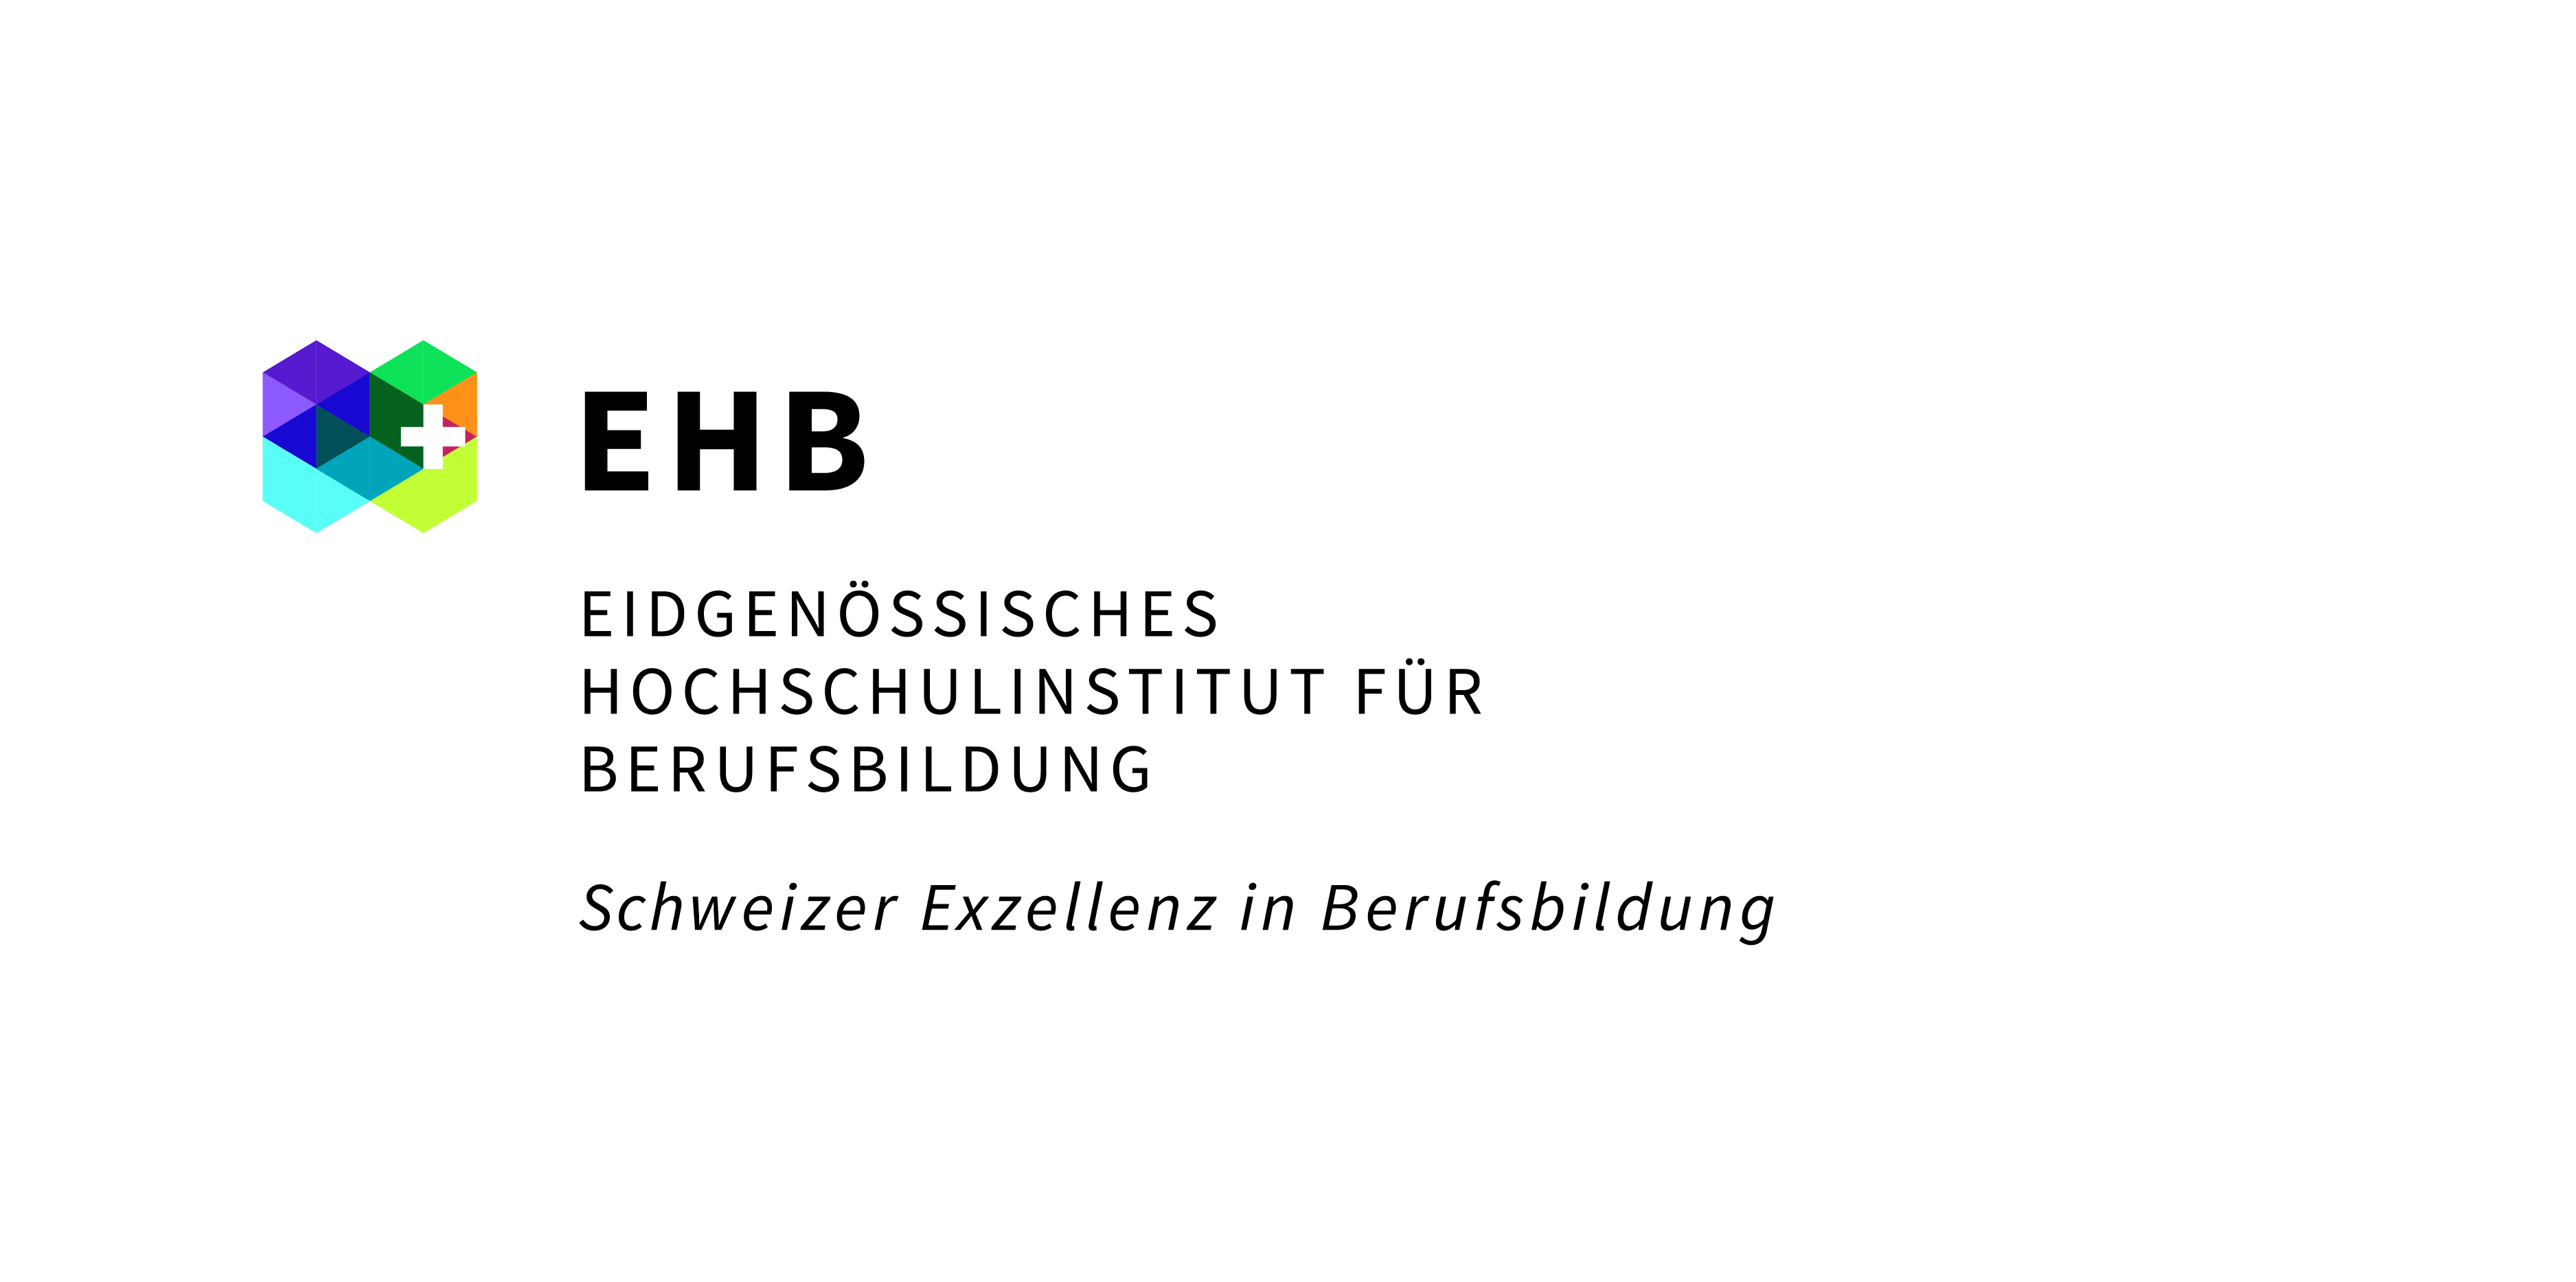 EHB
EIDGENÖSSISCHES
HOCHSCHULINSTITUT FÜR
BERUFSBILDUNG
Schweizer Exzellenz in Berufsbildung